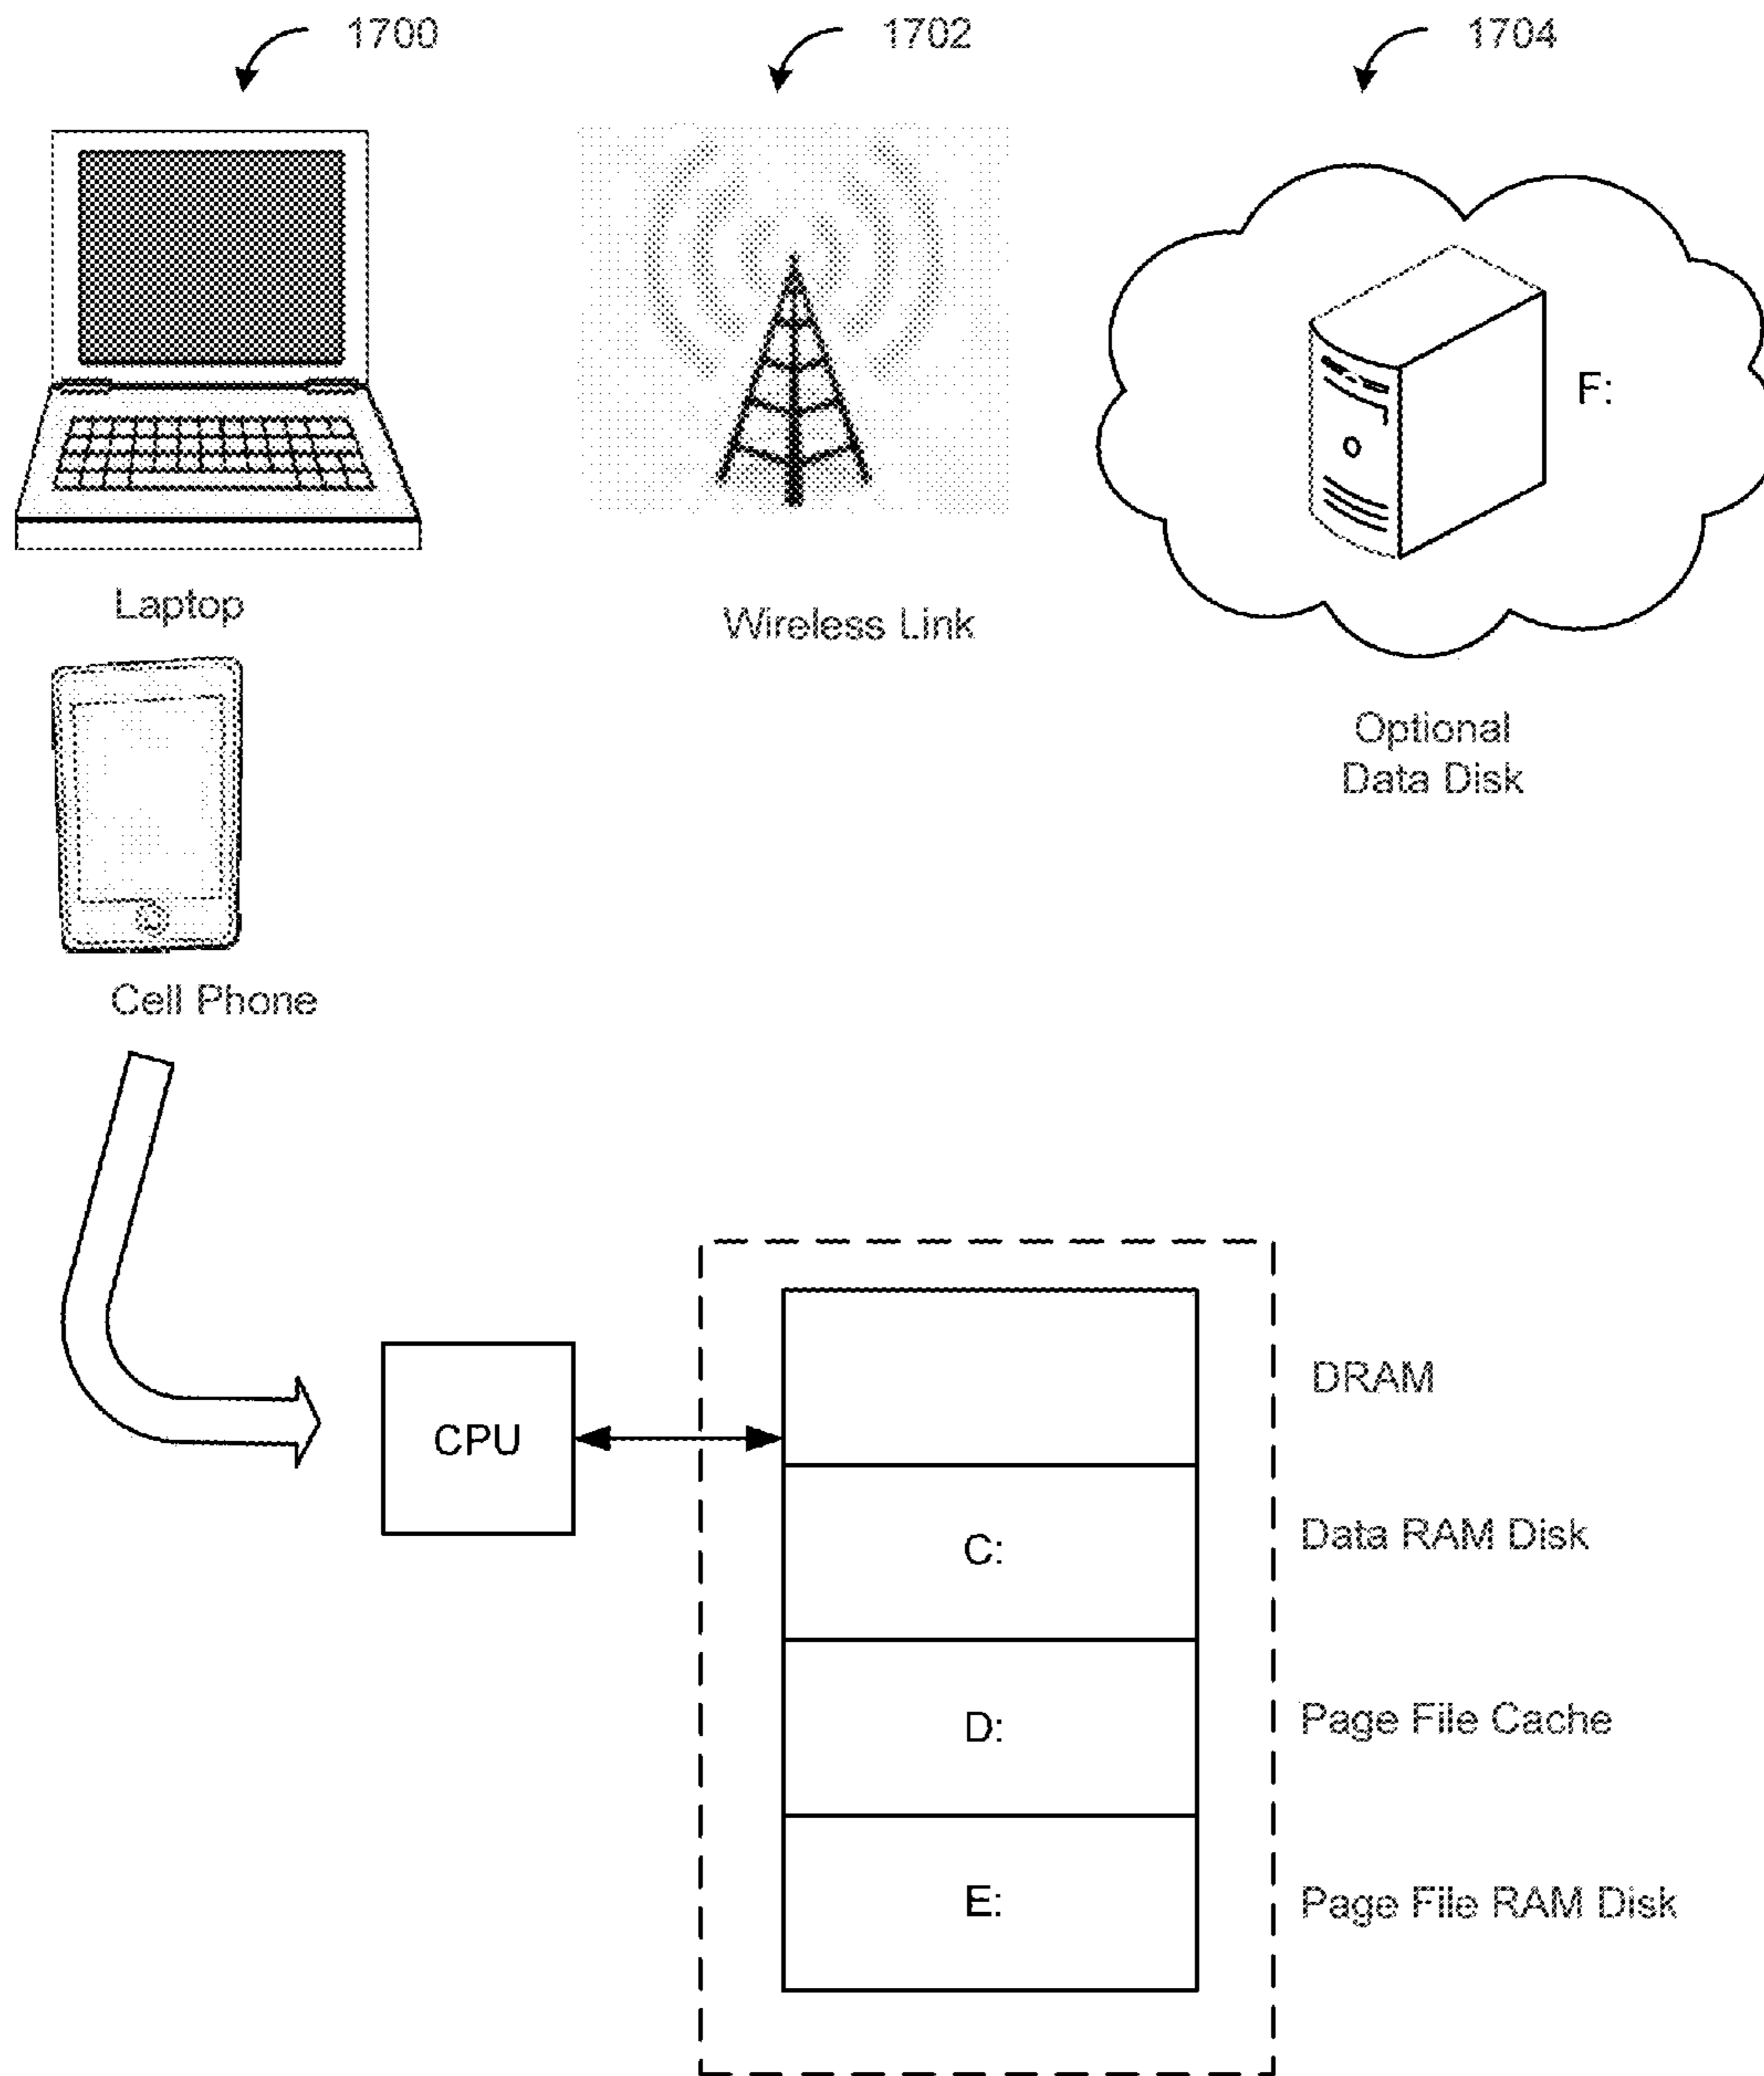 1700
1702
1704
F:
Laptop
Wireless Link
Optional
Data Disk
Cell Phone
CPU
DRAM
C:
Data RAM Disk
D:
Page File Cache
E:
Page File RAM Disk